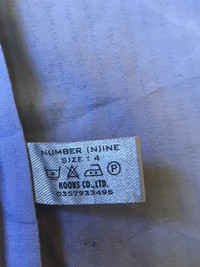 NUMBER (N)INE
SIZE : 4
A P
KOOKS CO.,LTD.
0357933495